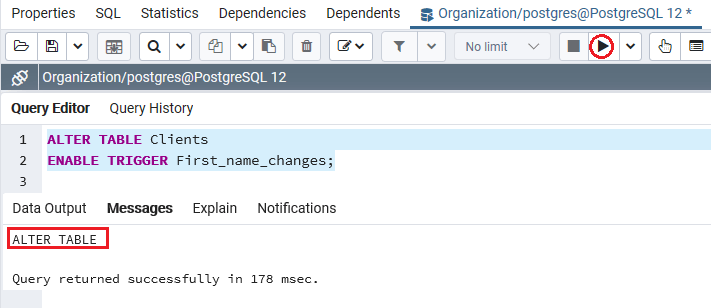 Properties SQL Statistics Dependencies Dependents Organization/postgres@PostgreSQL 12 *
No limit
Organization/postgres@PostgreSQL 12
Query Editor Query History
1 ALTER TABLE Clients
2 ENABLE TRIGGER First_name_changes;
3
Data Output Messages Explain Notifications
ALTER TABLE
Query returned successfully in 178 msec.